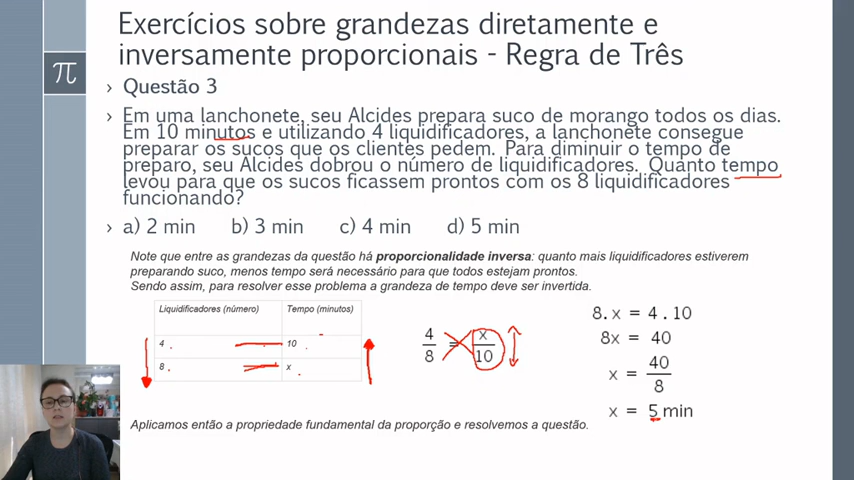 Exercícios sobre grandezas diretamente e
inversamente proporcionais - Regra de Três
π
› Questão 3
› Em uma lanchonete, seu Alcides prepara suco de morango todos os dias.
Em 10 minutos e utilizando 4 liquidificadores, a lanchonete consegue
preparar os sucos que os clientes pedem. Para diminuir o tempo de
preparo, seu Alcides dobrou o número de liquidificadores. Quanto tempo
levou para que os sucos ficassem prontos com os 8 liquidificadores
funcionando?
› a) 2 min b) 3 min c) 4 min d) 5 min
Note que entre as grandezas da questão há proporcionalidade inversa: quanto mais liquidificadores estiverem
preparando suco, menos tempo será necessário para que todos estejam prontos.
Sendo assim, para resolver esse problema a grandeza de tempo deve ser invertida.
Liquidificadores (número) Tempo (minutos)
4 10
8 x
4/8 = x/10
8.x = 4.10
8x = 40
x = 40/8
x = 5 min
Aplicamos então a propriedade fundamental da proporção e resolvemos a questão.